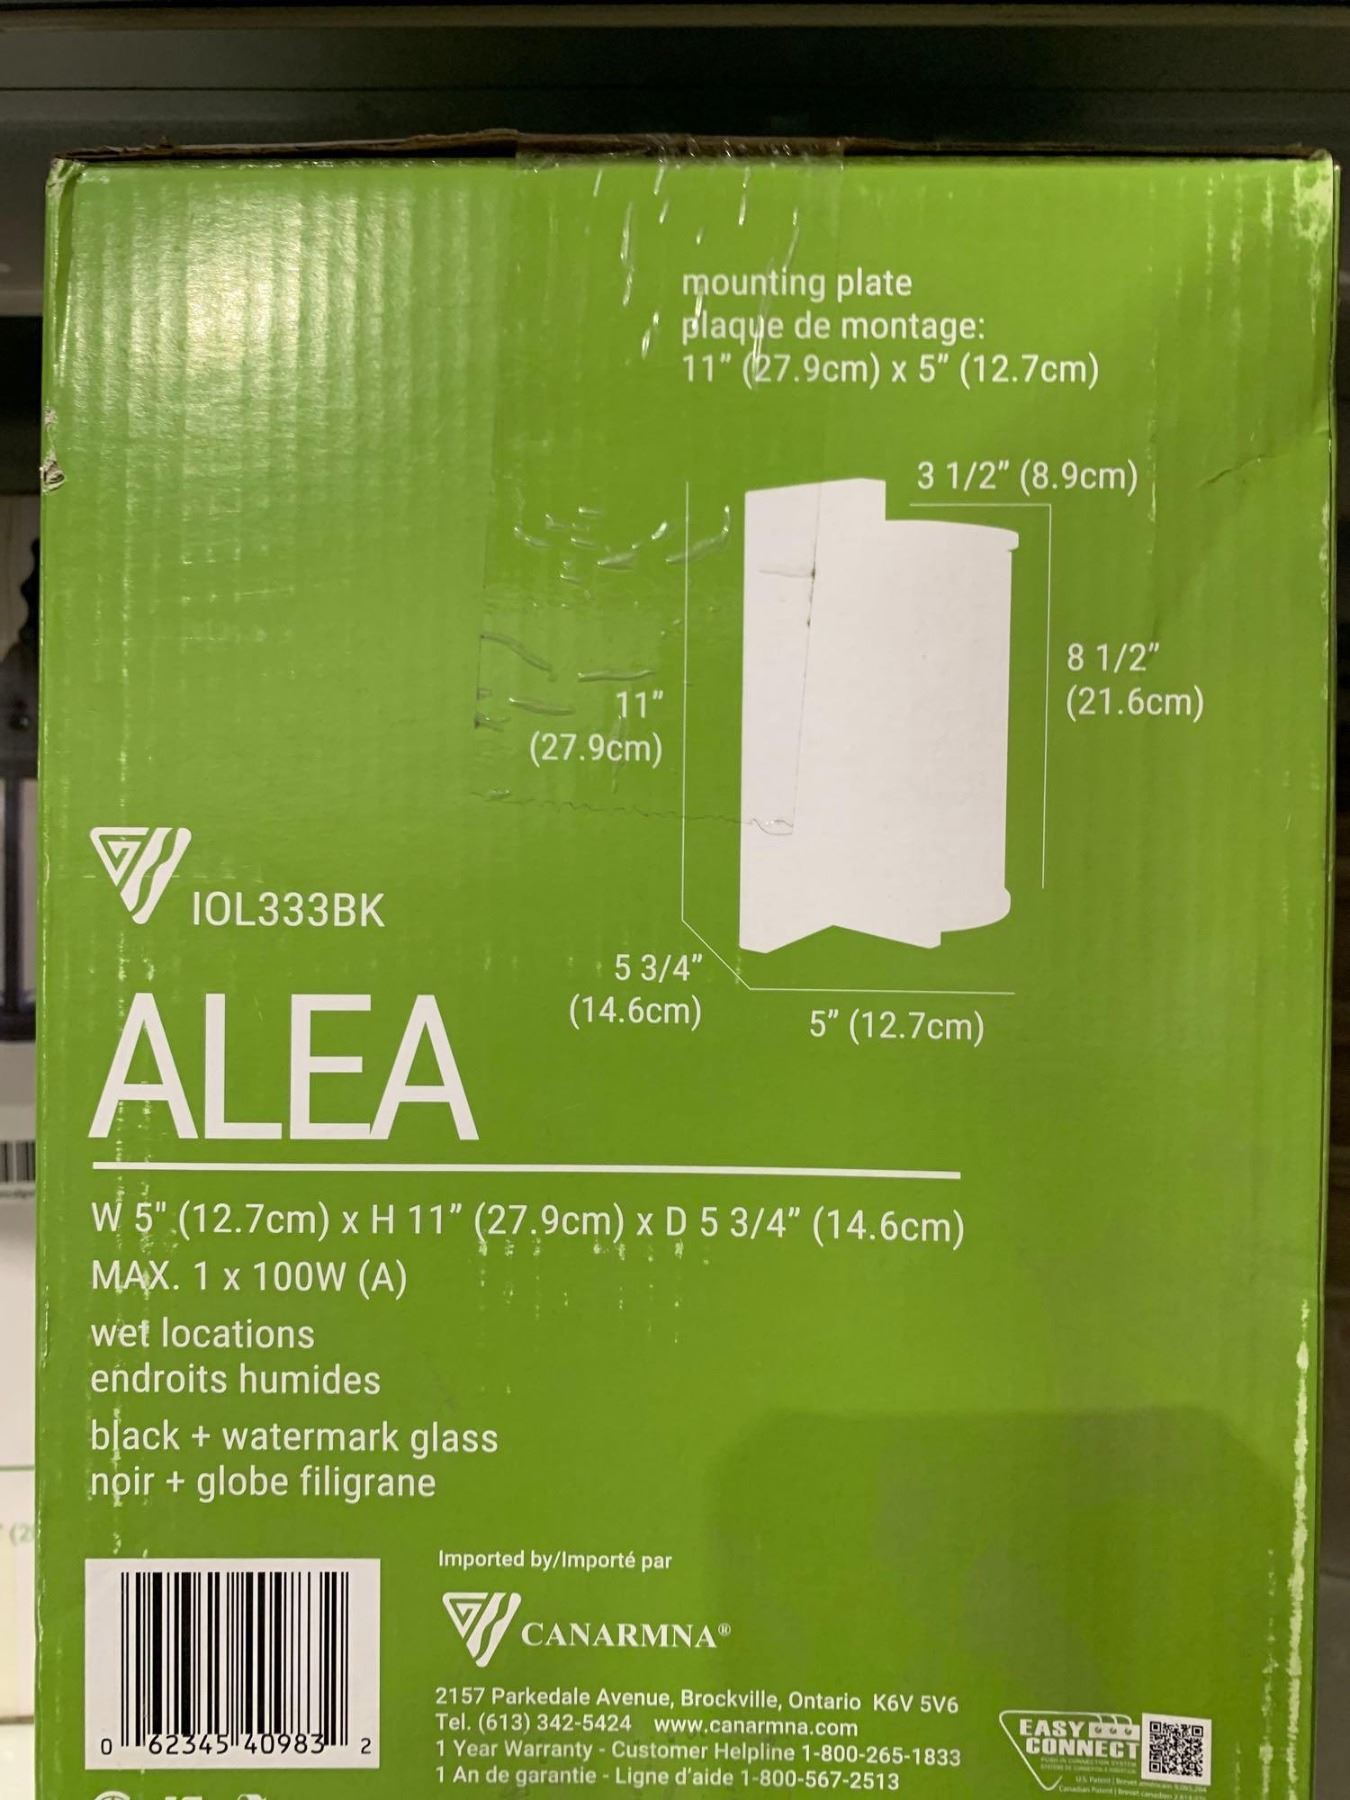 mounting plate
plaque de montage:
11" (27.9cm) x 5" (12.7cm)
3 1/2" (8.9cm)
8 1/2"
(21.6cm)
11"
(27.9cm)
5 3/4"
(14.6cm)
5" (12.7cm)
IOL333BK
ALEA
W 5" (12.7cm) x H 11" (27.9cm) x D 5 3/4" (14.6cm)
MAX. 1 x 100W (A)
wet locations
endroits humides
black + watermark glass
noir + globe filigrane
Imported by/Importé par
CANARMNA®
2157 Parkedale Avenue, Brockville, Ontario K6V 5V6
Tel. (613) 342-5424 www.canarmna.com
1 Year Warranty - Customer Helpline 1-800-265-1833
1 An de garantie - Ligne d'aide 1-800-567-2513
0 62345 40983 2
EASY
CONNECT